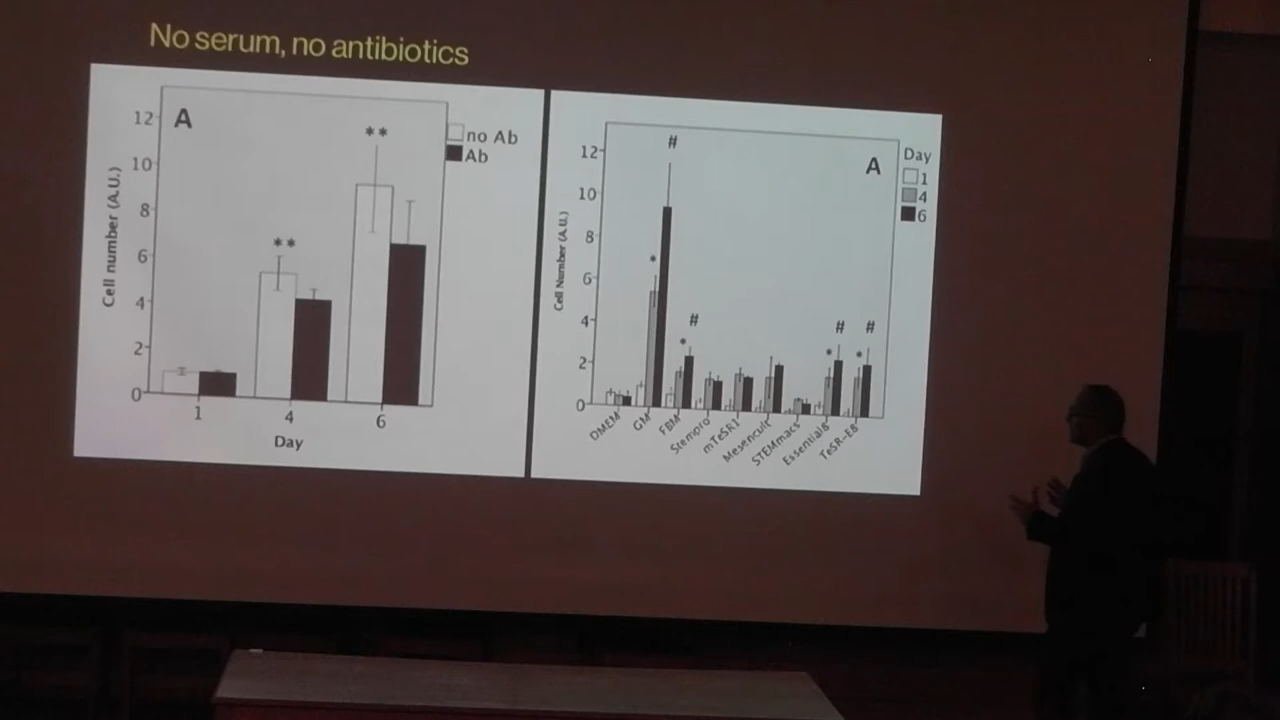 No serum, no antibiotics
A
12
10
8
6
4
2
0
Cell number (A.U.)
**
**
no Ab
Ab
1
4
6
Day
A
12
10
8
6
4
2
0
Cell Number (A.U.)
#
*
#
*
#
*
#
*
Day
1
4
6
DMEM
GM
FBM
Stempro
mTeSR1
Mesencult
STEMmacs
Essential8
TeSR-E8